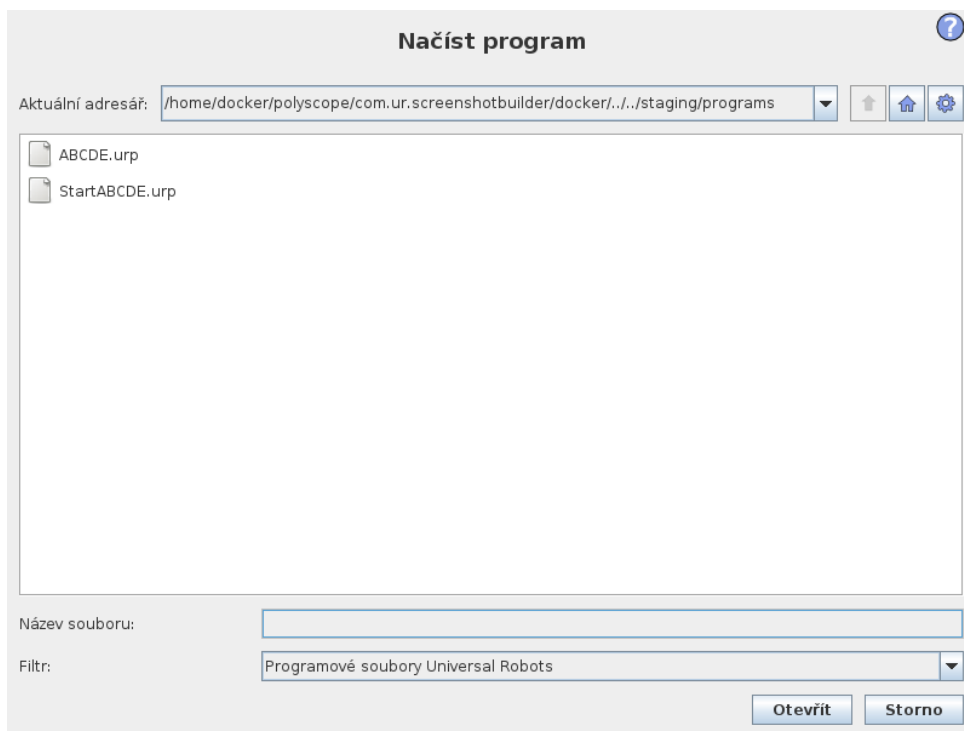 Načíst program
?
Aktuální adresář: /home/docker/polyscope/com.ur.screenshotbuilder/docker/../../staging/programs
ABCDE.urp
StartABCDE.urp
Název souboru:
Filtr: Programové soubory Universal Robots
Otevřít Storno